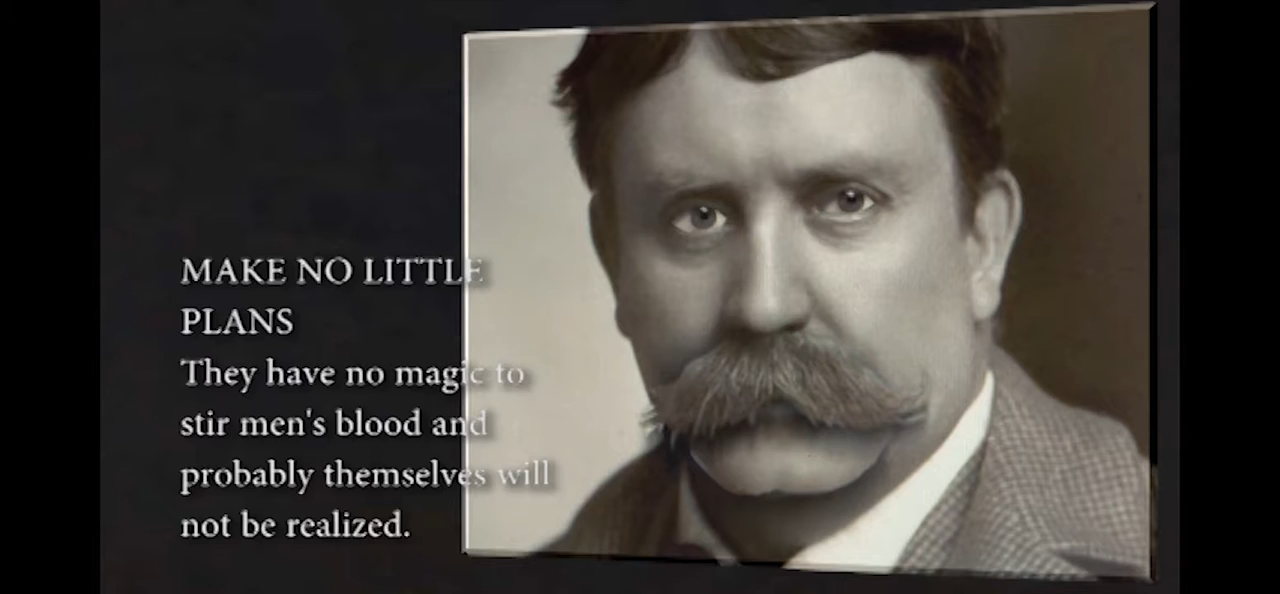 MAKE NO LITTLE
PLANS
They have no magic to
stir men's blood and
probably themselves will
not be realized.